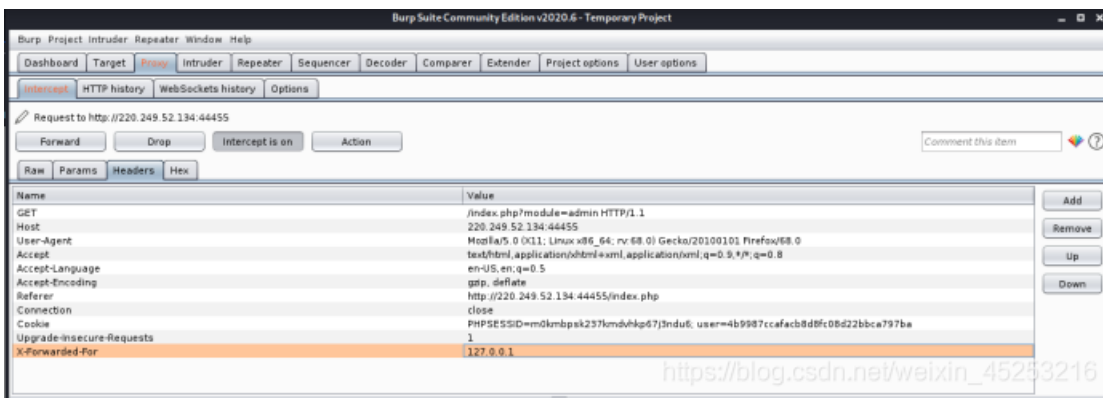 Burp Suite Community Edition v2020.6 - Temporary Project
Burp Project Intruder Repeater Window Help
Dashboard Target Proxy Intruder Repeater Sequencer Decoder Comparer Extender Project options User options
Intercept HTTP history WebSockets history Options
Request to http://220.249.52.134:44455
Forward Drop Intercept is on Action Comment this item
Raw Params Headers Hex
Name Value
GET /index.php?module=admin HTTP/1.1
Host 220.249.52.134:44455
User-Agent Mozilla/5.0 (X11; Linux x86_64; rv:68.0) Gecko/20100101 Firefox/68.0
Accept text/html,application/xhtml+xml,application/xml;q=0.9,*/*;q=0.8
Accept-Language en-US,en;q=0.5
Accept-Encoding gzip, deflate
Referer http://220.249.52.134:44455/index.php
Connection close
Cookie PHPSESSID=m0kmbpsk237kmdvhkp67j3ndu6; user=4b9987ccafacb8d8fc08d22bbca797ba
Upgrade-Insecure-Requests 1
X-Forwarded-For 127.0.0.1
Add
Remove
Up
Down
https://blog.csdn.net/weixin_45253216